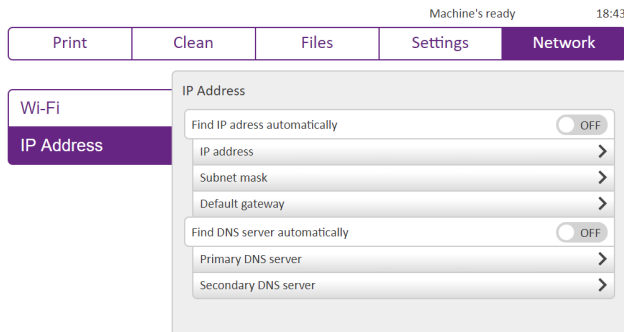 Machine's ready 18:43
Print Clean Files Settings Network
Wi-Fi
IP Address
IP Address
Find IP adress automatically OFF
IP address
Subnet mask
Default gateway
Find DNS server automatically OFF
Primary DNS server
Secondary DNS server